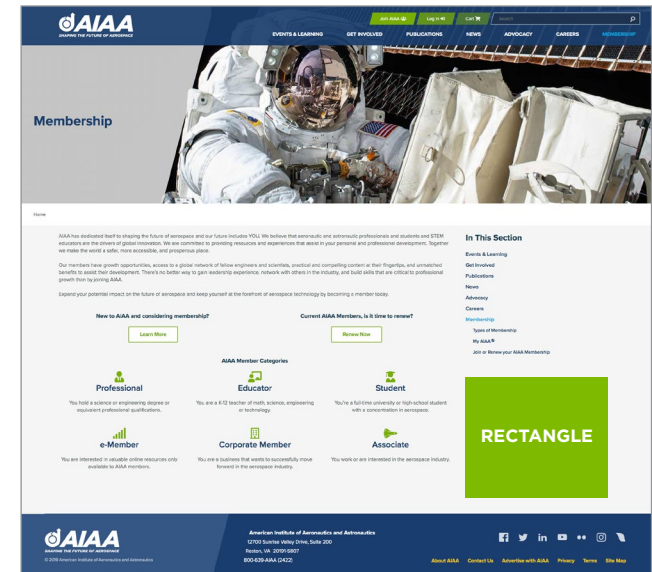 AIAA
SHAPING THE FUTURE OF AEROSPACE
Join AIAA
Log In
Cart
Search
EVENTS & LEARNING
GET INVOLVED
PUBLICATIONS
NEWS
ADVOCACY
CAREERS
MEMBERSHIP
Membership
Home
AIAA has dedicated itself to shaping the future of aerospace and our future includes YOU. We believe that aeronautic and astronautic professionals and students and STEM
educators are the drivers of global innovation. We are committed to providing resources and experiences that assist in your personal and professional development. Together
we make the world a safer, more accessible, and prosperous place.
Our members have growth opportunities, access to a global network of fellow engineers and scientists, practical and compelling content at their fingertips, and unmatched
benefits to assist their development. There's no better way to gain leadership experience, network with others in the industry, and build skills that are critical to professional
growth than by joining AIAA.
Expand your potential impact on the future of aerospace and keep yourself at the forefront of aerospace technology by becoming a member today.
New to AIAA and considering membership?
Learn More
Current AIAA Members, is it time to renew?
Renew Now
AIAA Member Categories
Professional
You hold a science or engineering degree or
equivalent professional qualifications.
Educator
You are a K-12 teacher of math, science, engineering
or technology.
Student
You're a full-time university or high-school student
with a concentration in aerospace.
e-Member
You are interested in valuable online resources only
available to AIAA members.
Corporate Member
You are a business that wants to successfully move
forward in the aerospace industry.
Associate
You work or are interested in the aerospace industry.
In This Section
Events & Learning
Get Involved
Publications
News
Advocacy
Careers
Membership
Types of Membership
My AIAA
Join or Renew your AIAA Membership
RECTANGLE
AIAA
SHAPING THE FUTURE OF AEROSPACE
© 2019 American Institute of Aeronautics and Astronautics
American Institute of Aeronautics and Astronautics
12700 Sunrise Valley Drive, Suite 200
Reston, VA 20191-5807
800-639-AIAA (2422)
About AIAA
Contact Us
Advertise with AIAA
Privacy
Terms
Site Map